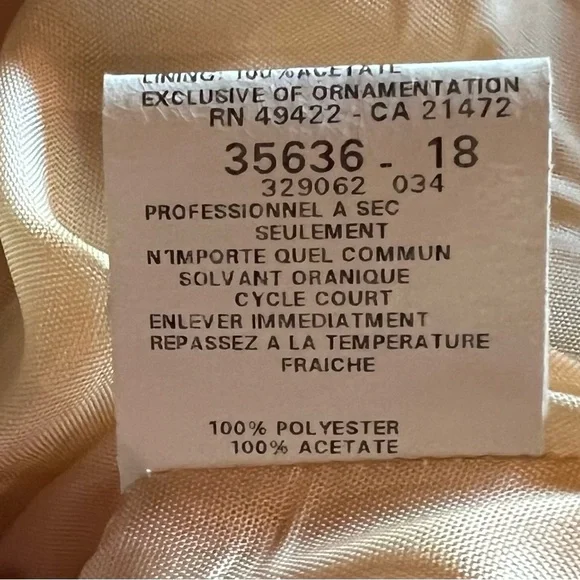 LINING: 100% ACETATE
EXCLUSIVE OF ORNAMENTATION
RN 49422 - CA 21472
35636 - 18
329062 034
PROFESSIONNEL A SEC
SEULEMENT
N'IMPORTE QUEL COMMUN
SOLVANT ORANIQUE
CYCLE COURT
ENLEVER IMMEDIATMENT
REPASSEZ A LA TEMPERATURE
FRAICHE
100% POLYESTER
100% ACETATE